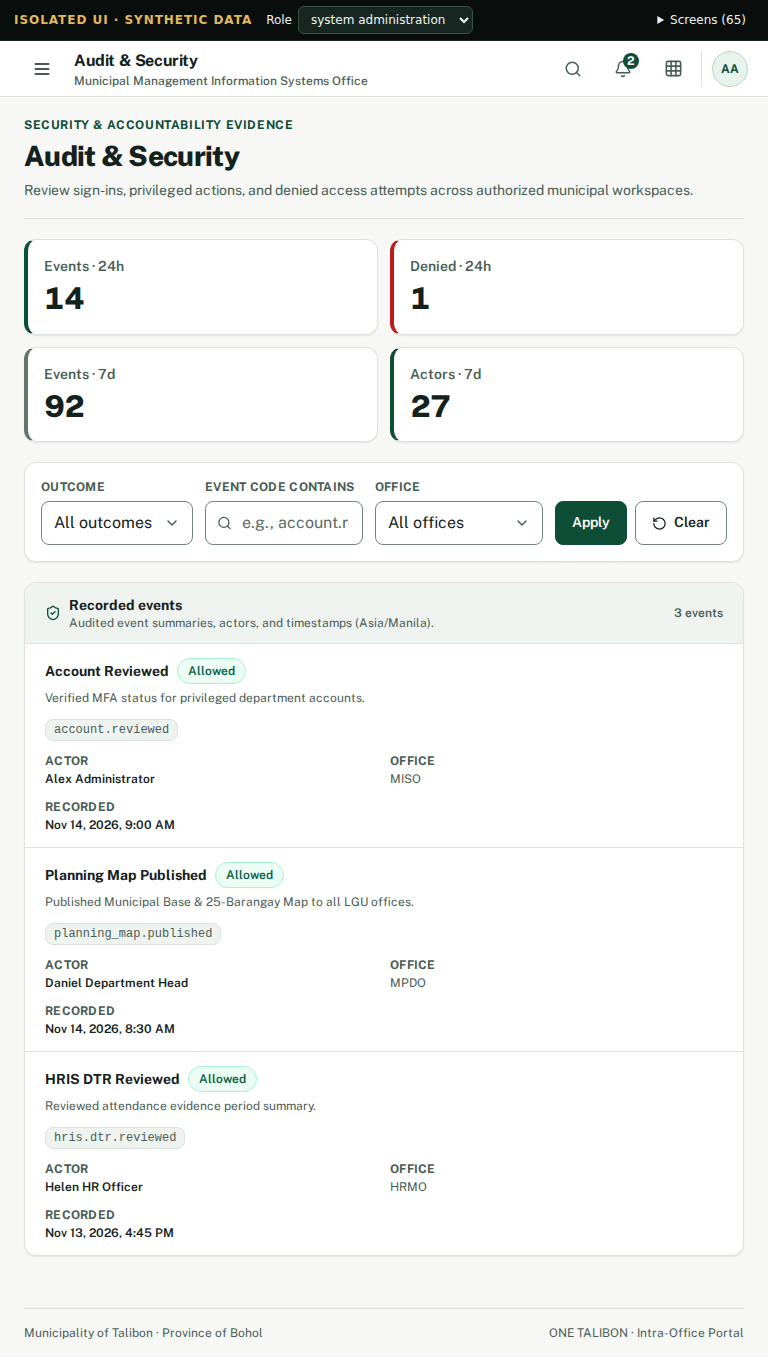 ISOLATED UI · SYNTHETIC DATA Role system administration Screens (65)
Audit & Security
Municipal Management Information Systems Office
2
AA
SECURITY & ACCOUNTABILITY EVIDENCE
Audit & Security
Review sign-ins, privileged actions, and denied access attempts across authorized municipal workspaces.
Events · 24h
14
Denied · 24h
1
Events · 7d
92
Actors · 7d
27
OUTCOME EVENT CODE CONTAINS OFFICE
All outcomes e.g., account.r All offices Apply Clear
Recorded events
Audited event summaries, actors, and timestamps (Asia/Manila).
3 events
Account Reviewed Allowed
Verified MFA status for privileged department accounts.
account.reviewed
ACTOR OFFICE
Alex Administrator MISO
RECORDED
Nov 14, 2026, 9:00 AM
Planning Map Published Allowed
Published Municipal Base & 25-Barangay Map to all LGU offices.
planning_map.published
ACTOR OFFICE
Daniel Department Head MPDO
RECORDED
Nov 14, 2026, 8:30 AM
HRIS DTR Reviewed Allowed
Reviewed attendance evidence period summary.
hris.dtr.reviewed
ACTOR OFFICE
Helen HR Officer HRMO
RECORDED
Nov 13, 2026, 4:45 PM
Municipality of Talibon · Province of Bohol ONE TALIBON · Intra-Office Portal